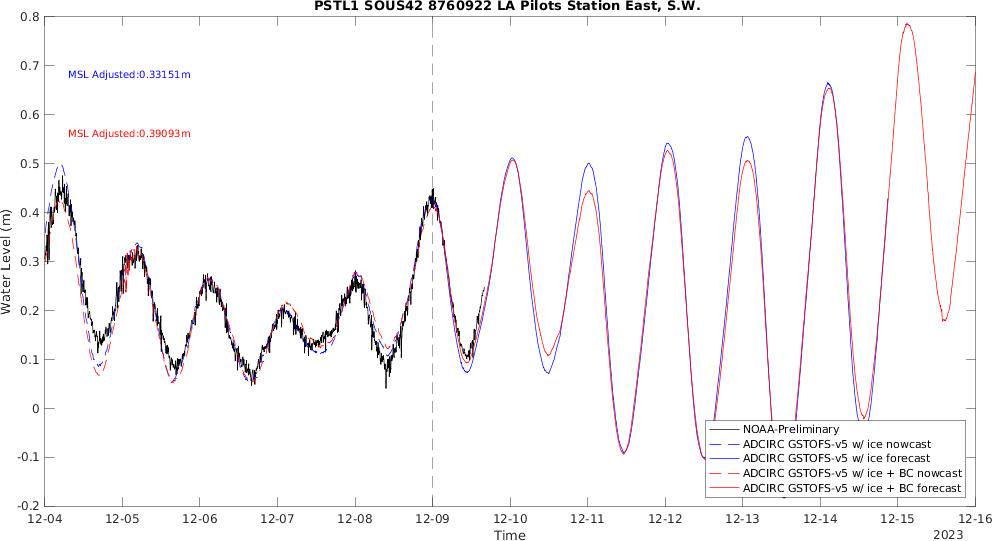 PSTL1 SOUS42 8760922 LA Pilots Station East, S.W.
MSL Adjusted:0.33151m
MSL Adjusted:0.39093m
Water Level (m)
0.8
0.7
0.6
0.5
0.4
0.3
0.2
0.1
0
-0.1
-0.2
NOAA-Preliminary
ADCIRC GSTOFS-v5 w/ ice nowcast
ADCIRC GSTOFS-v5 w/ ice forecast
ADCIRC GSTOFS-v5 w/ ice + BC nowcast
ADCIRC GSTOFS-v5 w/ ice + BC forecast
12-04 12-05 12-06 12-07 12-08 12-09 12-10 12-11 12-12 12-13 12-14 12-15 12-16
Time
2023